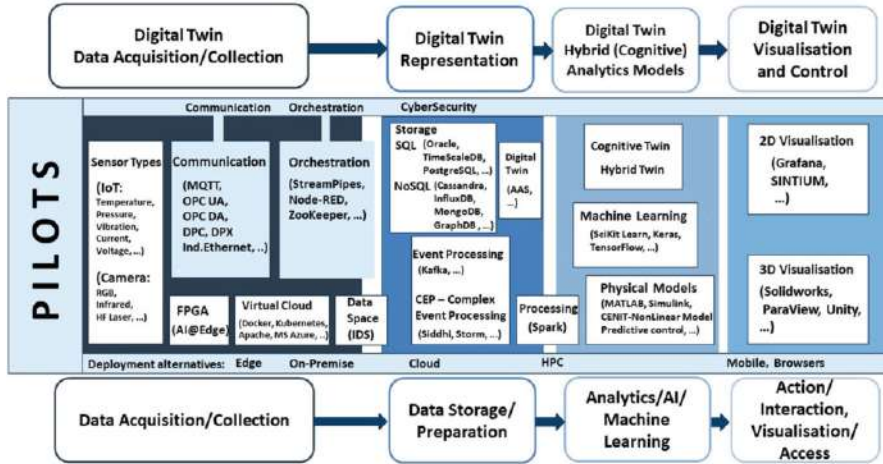 Digital Twin
Data Acquisition/Collection
Digital Twin
Representation
Digital Twin
Hybrid (Cognitive)
Analytics Models
Digital Twin
Visualisation
and Control
PILOTS
Communication
Orchestration
CyberSecurity
Sensor Types
(IoT:
Temperature,
Pressure,
Vibration,
Current,
Voltage, ...)
(Camera:
RGB,
Infrared,
HF Laser, ...)
Communication
(MQTT,
OPC UA,
OPC DA,
DPC, DPX
Ind.Ethernet, ..)
Orchestration
(StreamPipes,
Node-RED,
ZooKeeper, ...)
FPGA
(AI@Edge)
Virtual Cloud
(Docker, Kubernetes,
Apache, MS Azure, ..)
Data
Space
(IDS)
Storage
SQL (Oracle,
TimeScaleDB,
PostgreSQL, ...)
NoSQL (Cassandra,
InfluxDB,
MengoDB,
GraphDB, ...)
Digital
Twin
(AAS,
...)
Event Processing
(Kafka, ...)
CEP – Complex
Event Processing
(Siddhi, Storm, ...)
Processing
(Spark)
Cognitive Twin
Hybrid Twin
Machine Learning
(SciKit Learn, Keras,
TensorFlow, ...)
Physical Models
(MATLAB, Simulink,
CENIT-NonLinear Model
Predictive control, ...)
2D Visualisation
(Grafana,
SINTIUM,
...)
3D Visualisation
(Solidworks,
ParaView, Unity,
...)
Deployment alternatives:
Edge
On-Premise
Cloud
HPC
Mobile, Browsers
Data Acquisition/Collection
Data Storage/
Preparation
Analytics/AI/
Machine
Learning
Action/
Interaction,
Visualisation/
Access